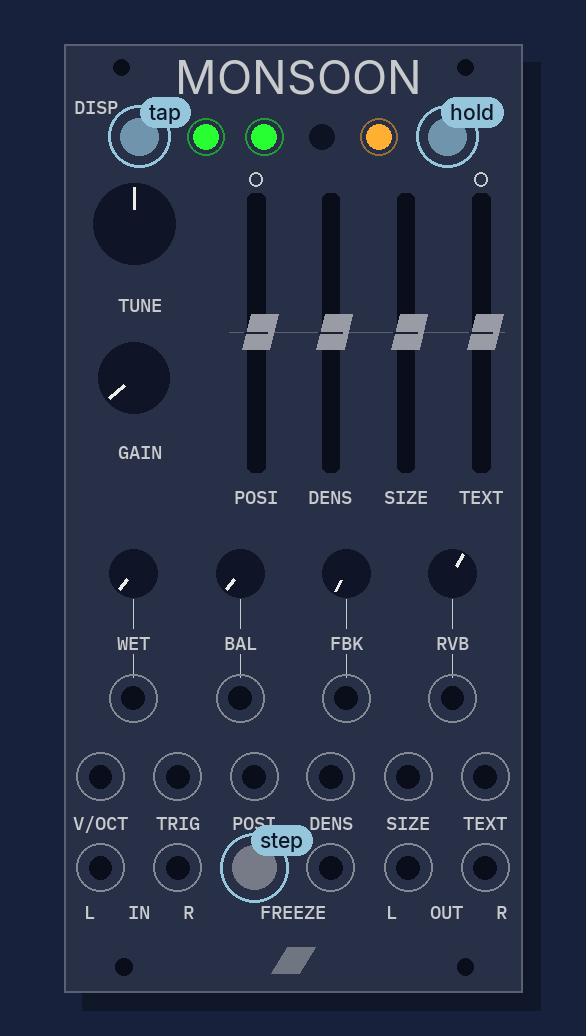 MONSOON
DISP tap hold
TUNE
GAIN
POSI DENS SIZE TEXT
WET BAL FBK RVB
V/OCT TRIG POSI DENS SIZE TEXT
step
L IN R FREEZE L OUT R